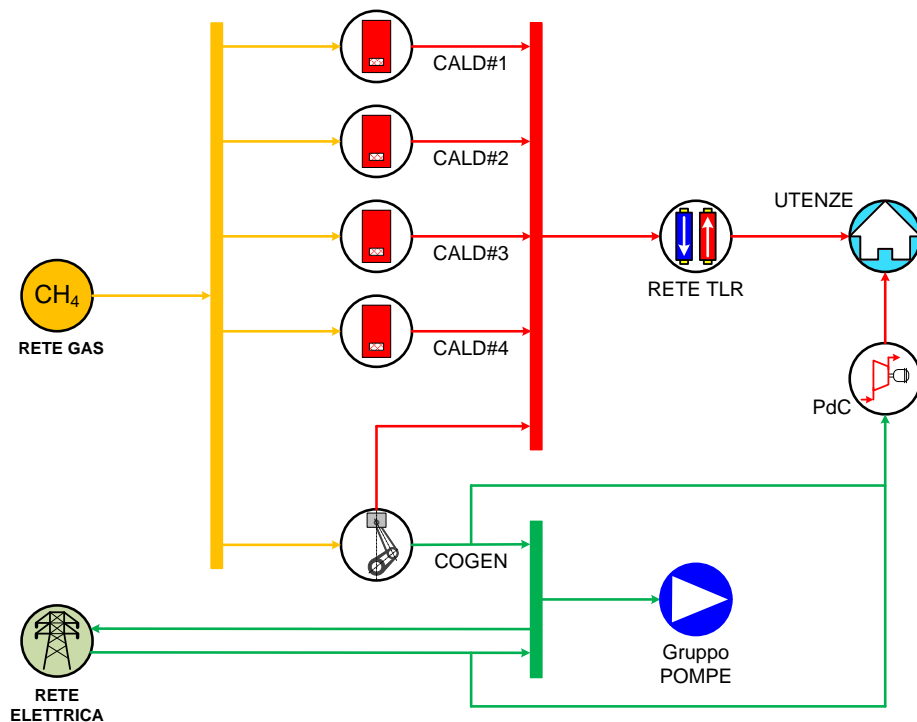 CALD#1
CALD#2
UTENZE
CALD#3
CH₄
RETE TLR
RETE GAS
CALD#4
PdC
COGEN
Gruppo
POMPE
RETE
ELETTRICA